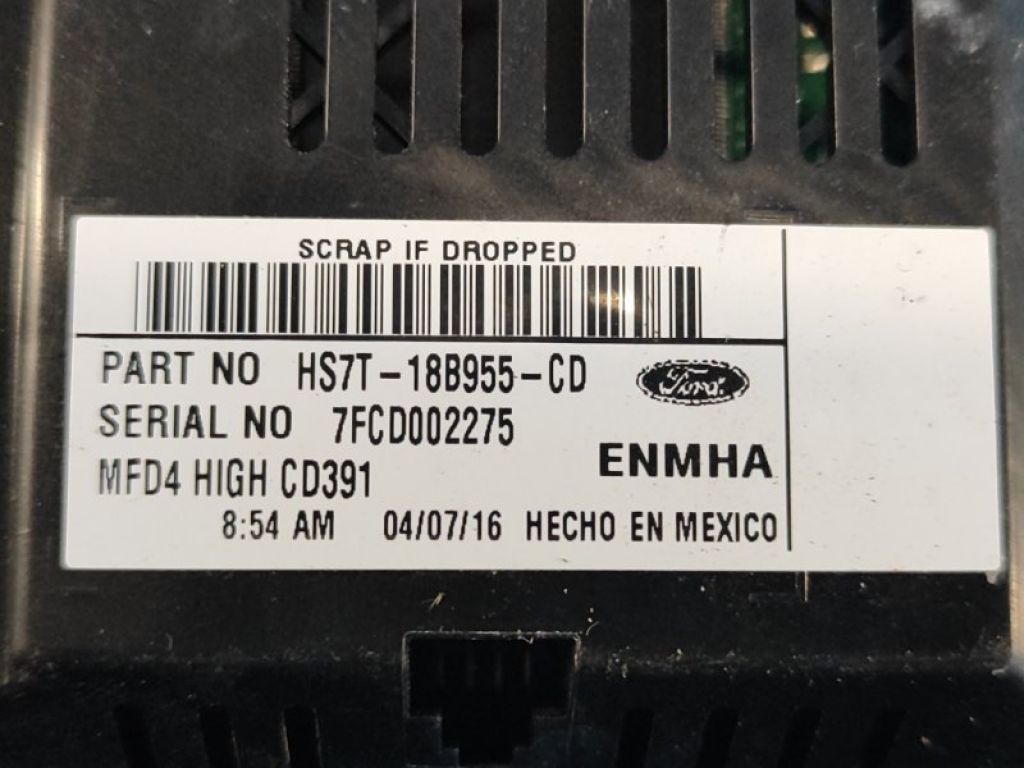 SCRAP IF DROPPED
PART NO HS7T-18B955-CD
Ford
SERIAL NO 7FCD002275
ENMHA
MFD4 HIGH CD391
8:54 AM 04/07/16 HECHO EN MEXICO